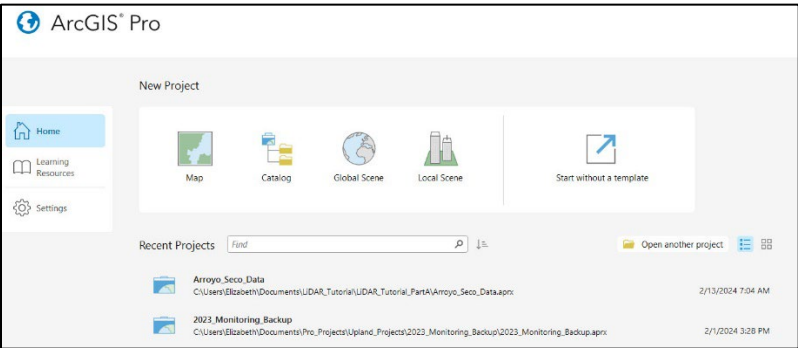 ArcGIS® Pro
New Project
Home
Learning
Resources
Settings
Map Catalog Global Scene Local Scene Start without a template
Recent Projects Find Open another project
Arroyo_Seco_Data
C:\Users\Elizabeth\Documents\LiDAR_Tutorial\LiDAR_Tutorial_PartA\Arroyo_Seco_Data.aprx 2/13/2024 7:04 AM
2023_Monitoring_Backup
C:\Users\Elizabeth\Documents\Pro_Projects\Upland_Projects\2023_Monitoring_Backup\2023_Monitoring_Backup.aprx 2/1/2024 3:28 PM